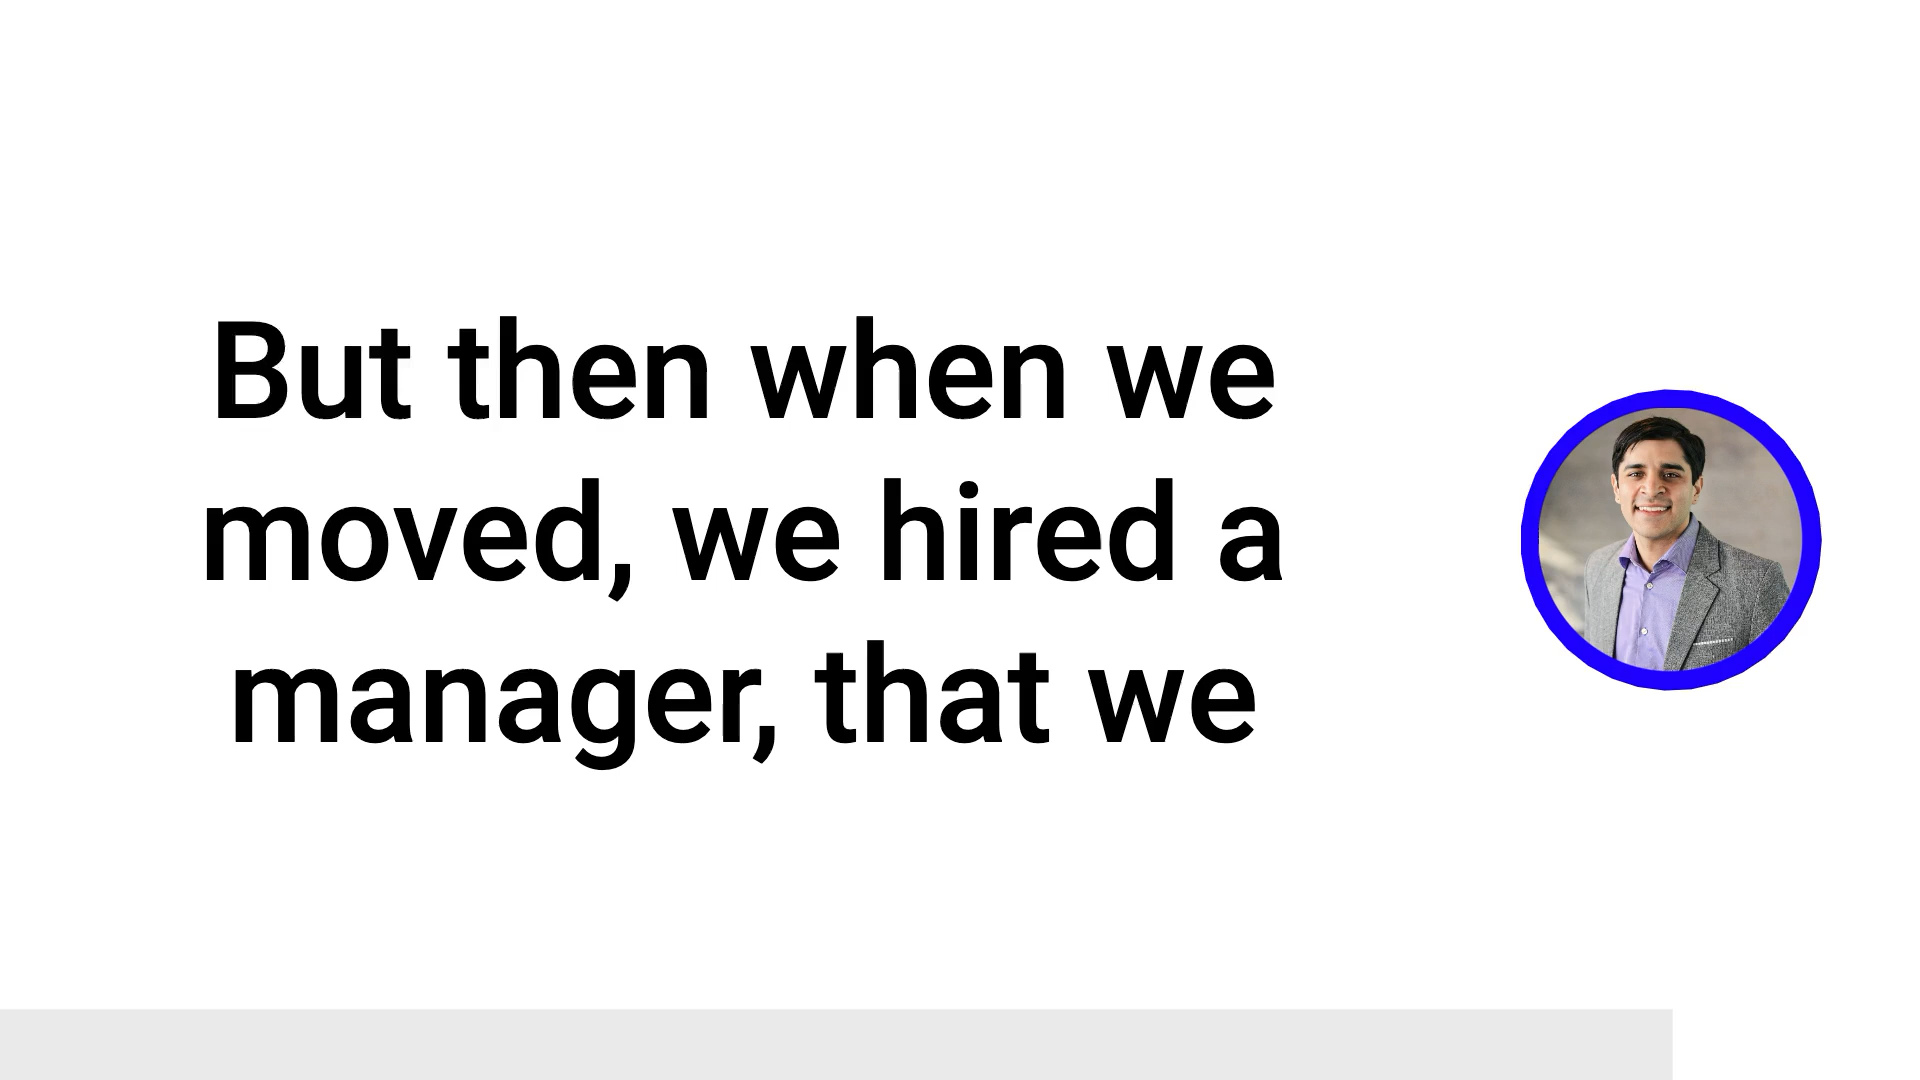 But then when we
moved, we hired a
manager, that we